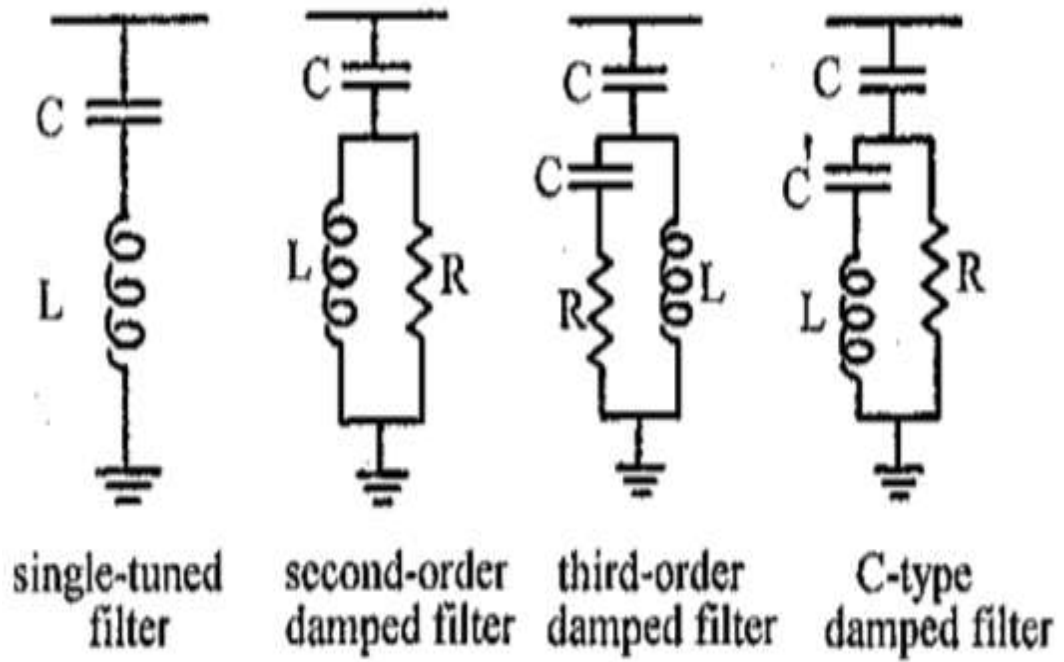 C
L
single-tuned
filter
C
L
R
second-order
damped filter
C
C
R
L
third-order
damped filter
C
C'
L
R
C-type
damped filter